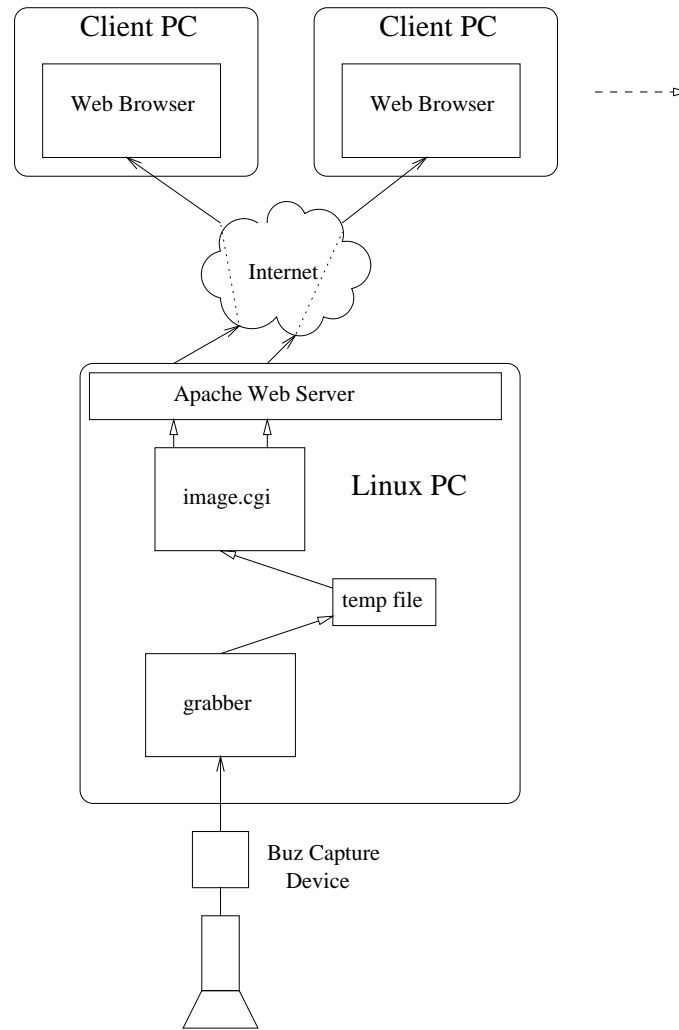 Client PC
Client PC
Web Browser
Web Browser
Internet
Apache Web Server
image.cgi
Linux PC
temp file
grabber
Buz Capture
Device